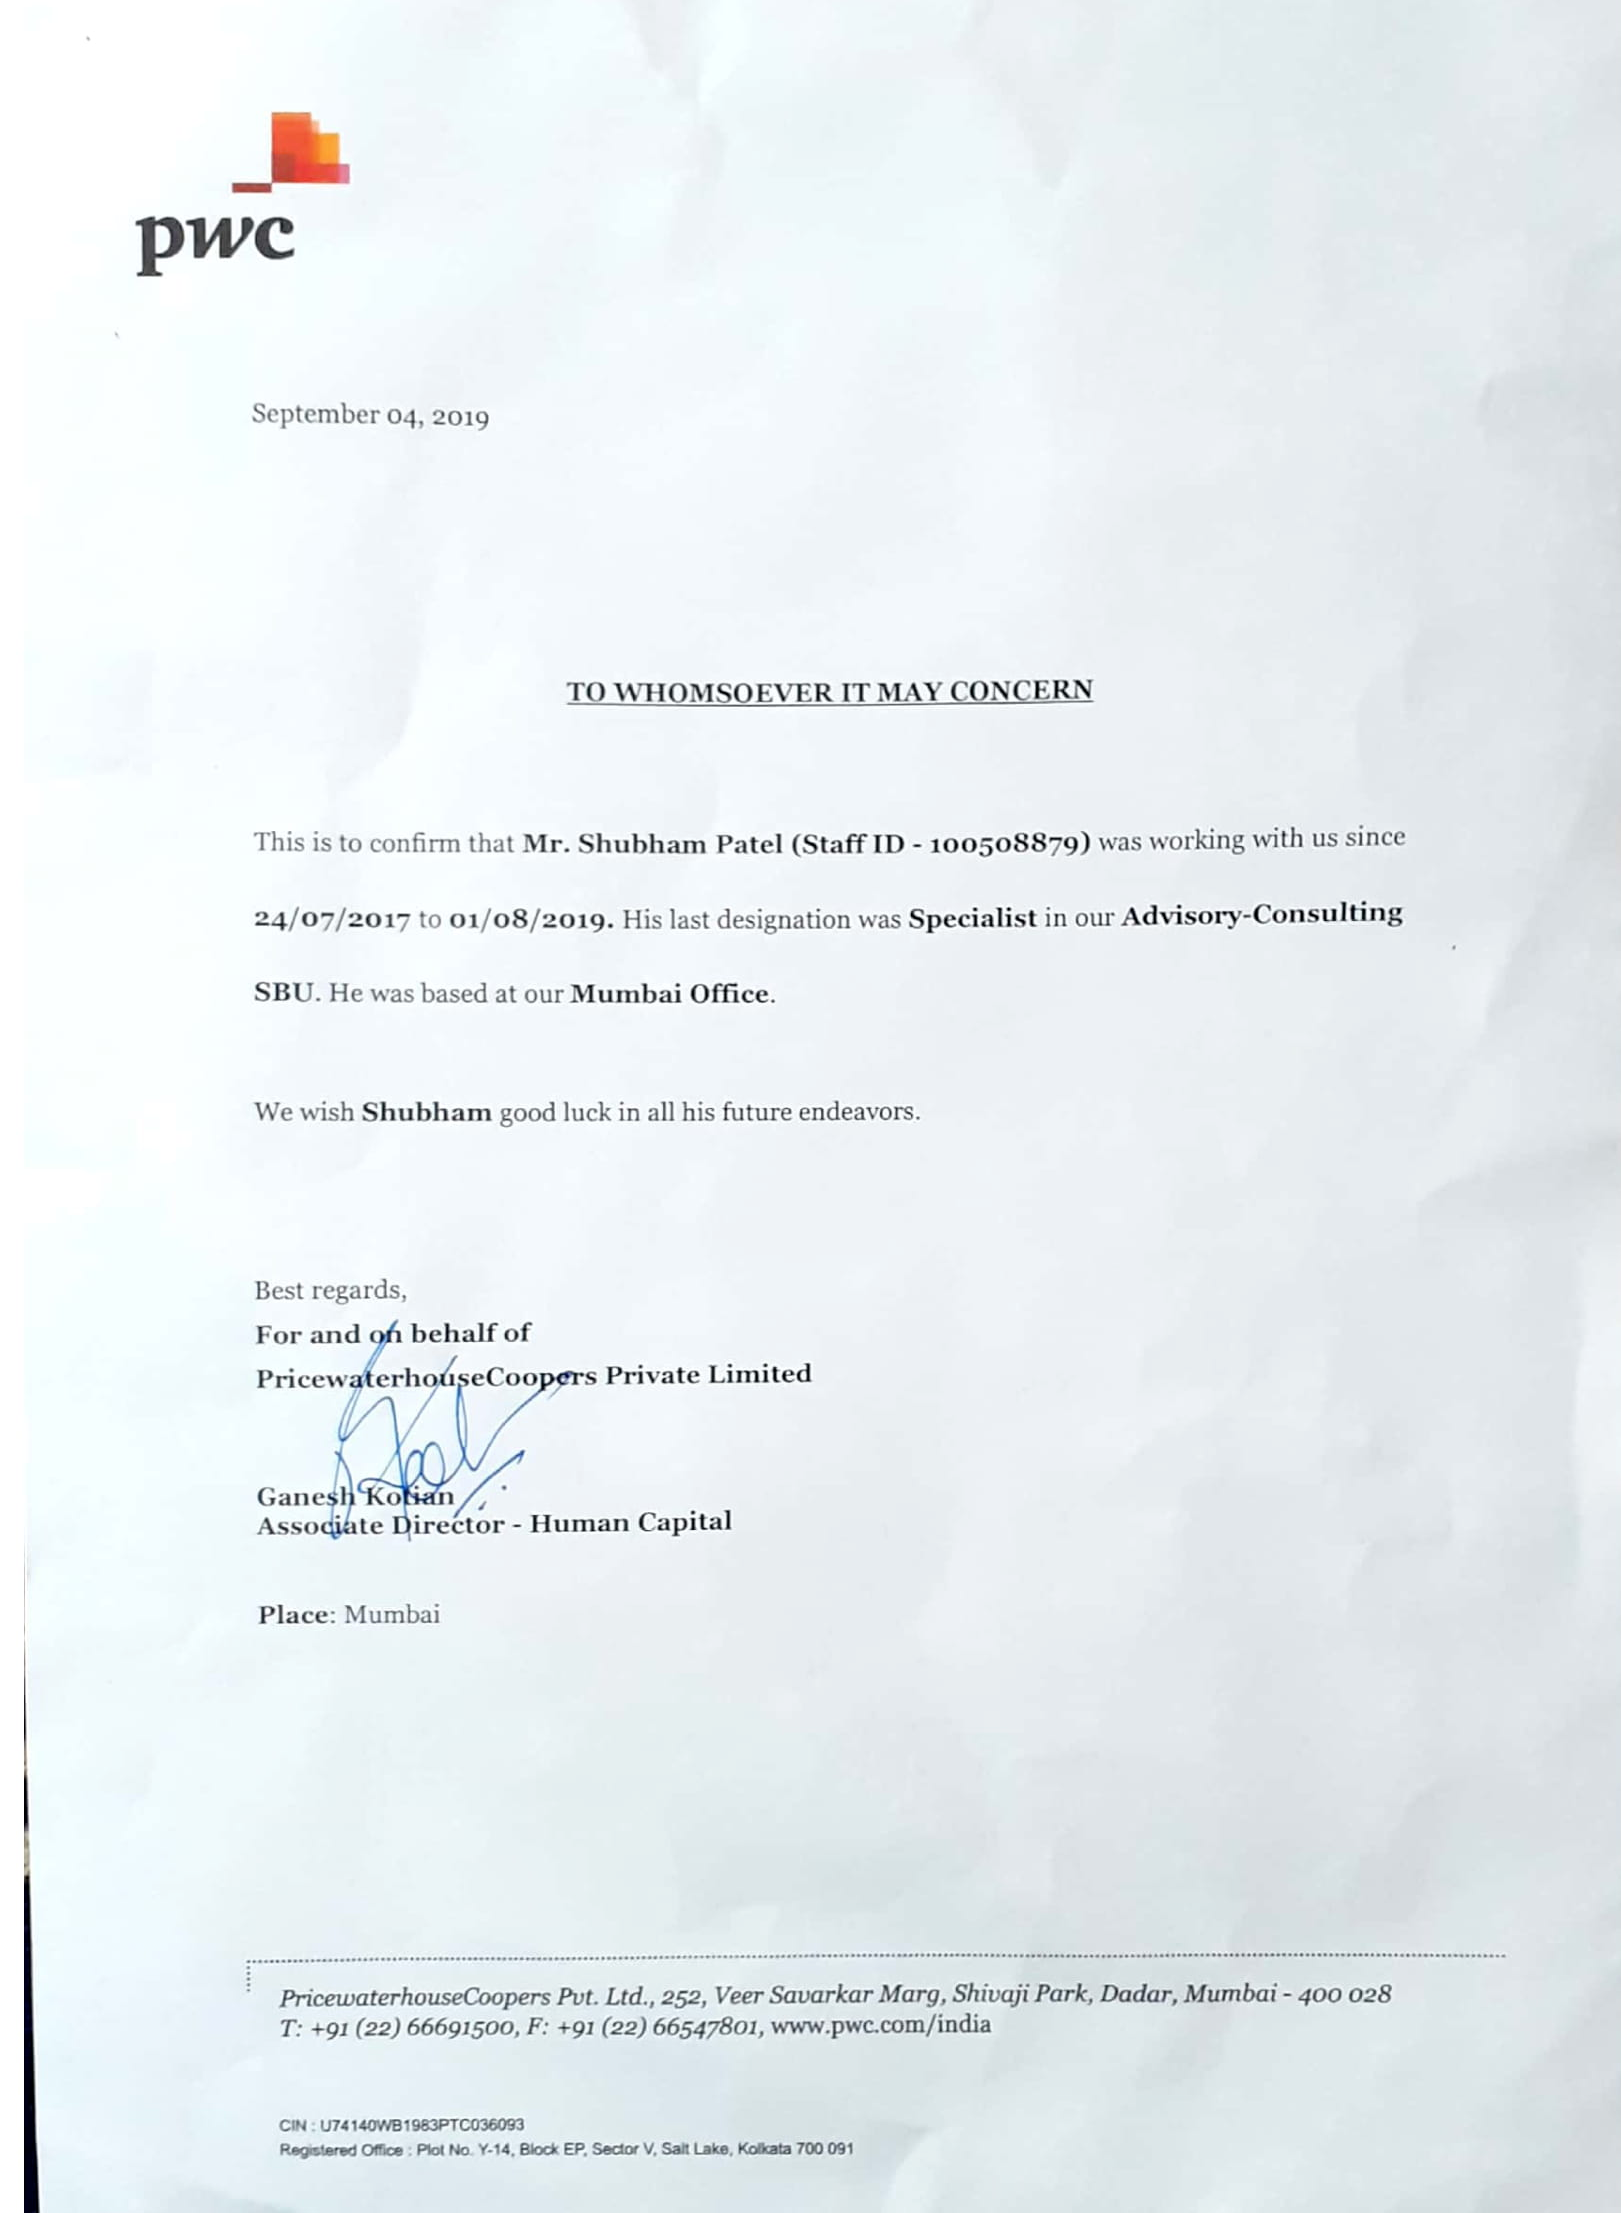 pwc
September 04, 2019
TO WHOMSOEVER IT MAY CONCERN
This is to confirm that Mr. Shubham Patel (Staff ID - 100508879) was working with us since
24/07/2017 to 01/08/2019. His last designation was Specialist in our Advisory-Consulting
SBU. He was based at our Mumbai Office.
We wish Shubham good luck in all his future endeavors.
Best regards,
For and on behalf of
PricewaterhouseCoopers Private Limited
Ganesh Kotian
Associate Director - Human Capital
Place: Mumbai
PricewaterhouseCoopers Pvt. Ltd., 252, Veer Savarkar Marg, Shivaji Park, Dadar, Mumbai - 400 028
T: +91 (22) 66691500, F: +91 (22) 66547801, www.pwc.com/india
CIN : U74140WB1983PTC036093
Registered Office : Plot No. Y-14, Block EP, Sector V, Salt Lake, Kolkata 700 091